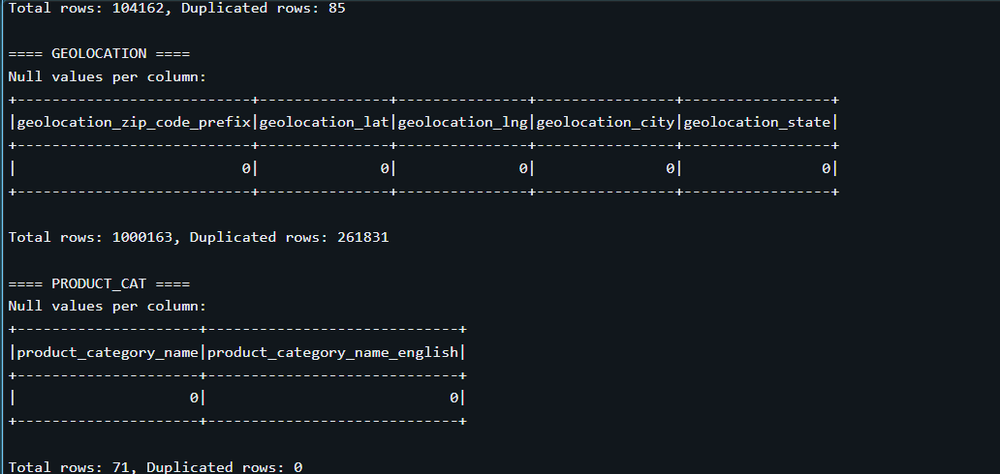 Total rows: 104162, Duplicated rows: 85
==== GEOLOCATION ====
Null values per column:
+---------------------------+---------------+---------------+----------------+-----------------+
|geolocation_zip_code_prefix|geolocation_lat|geolocation_lng|geolocation_city|geolocation_state|
+---------------------------+---------------+---------------+----------------+-----------------+
|                          0|              0|              0|               0|                0|
+---------------------------+---------------+---------------+----------------+-----------------+
Total rows: 1000163, Duplicated rows: 261831
==== PRODUCT_CAT ====
Null values per column:
+---------------------+-----------------------------+
|product_category_name|product_category_name_english|
+---------------------+-----------------------------+
|                    0|                            0|
+---------------------+-----------------------------+
Total rows: 71, Duplicated rows: 0